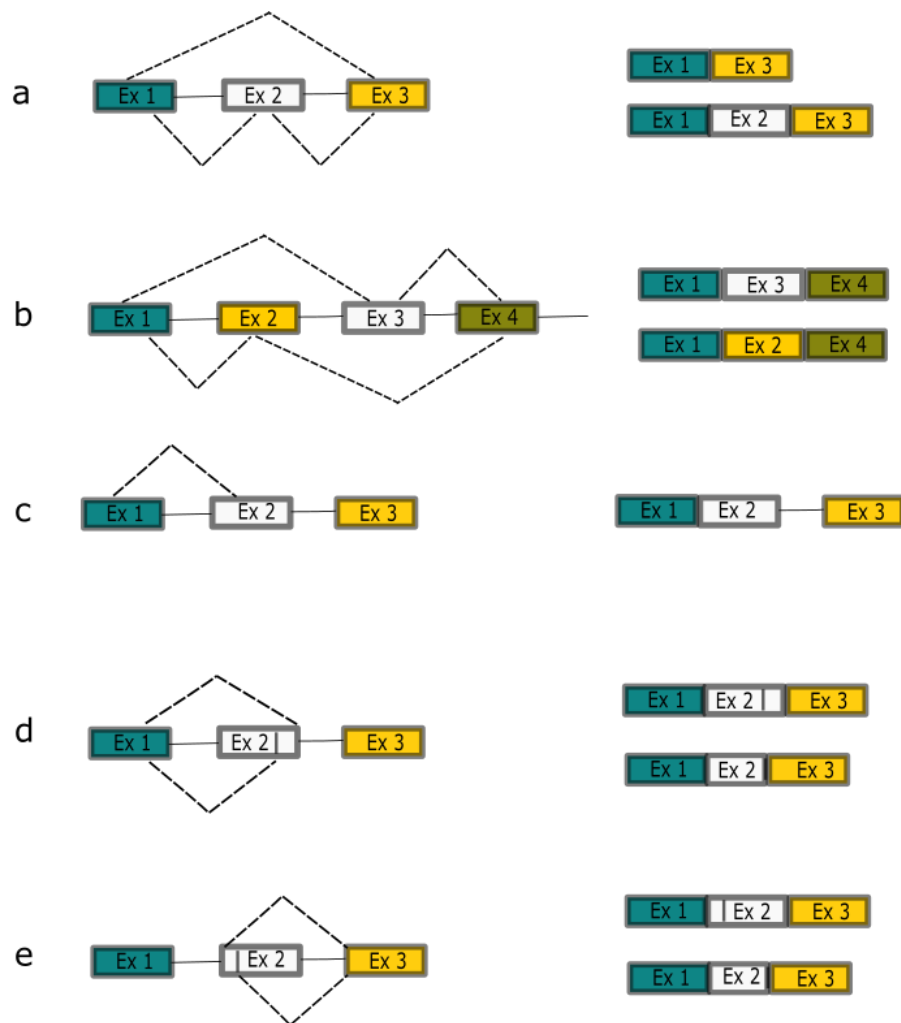 a Ex 1 Ex 2 Ex 3
Ex 1 Ex 3
Ex 1 Ex 2 Ex 3
b Ex 1 Ex 2 Ex 3 Ex 4
Ex 1 Ex 3 Ex 4
Ex 1 Ex 2 Ex 4
c Ex 1 Ex 2 Ex 3
Ex 1 Ex 2 Ex 3
d Ex 1 Ex 2 Ex 3
Ex 1 Ex 2 Ex 3
Ex 1 Ex 2 Ex 3
e Ex 1 Ex 2 Ex 3
Ex 1 Ex 2 Ex 3
Ex 1 Ex 2 Ex 3